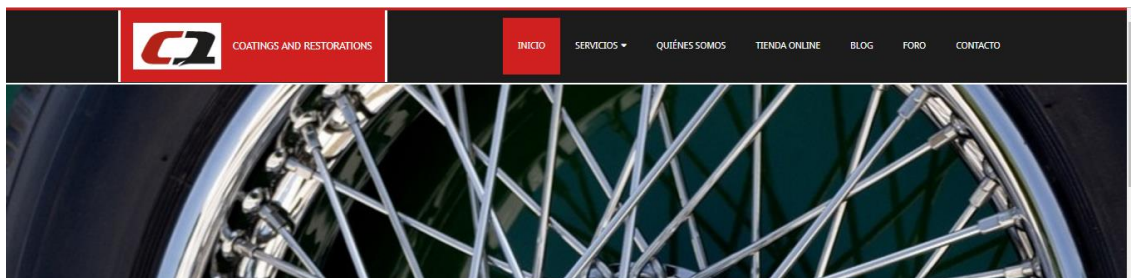 C2 COATINGS AND RESTORATIONS
INICIO SERVICIOS QUIÉNES SOMOS TIENDA ONLINE BLOG FORO CONTACTO